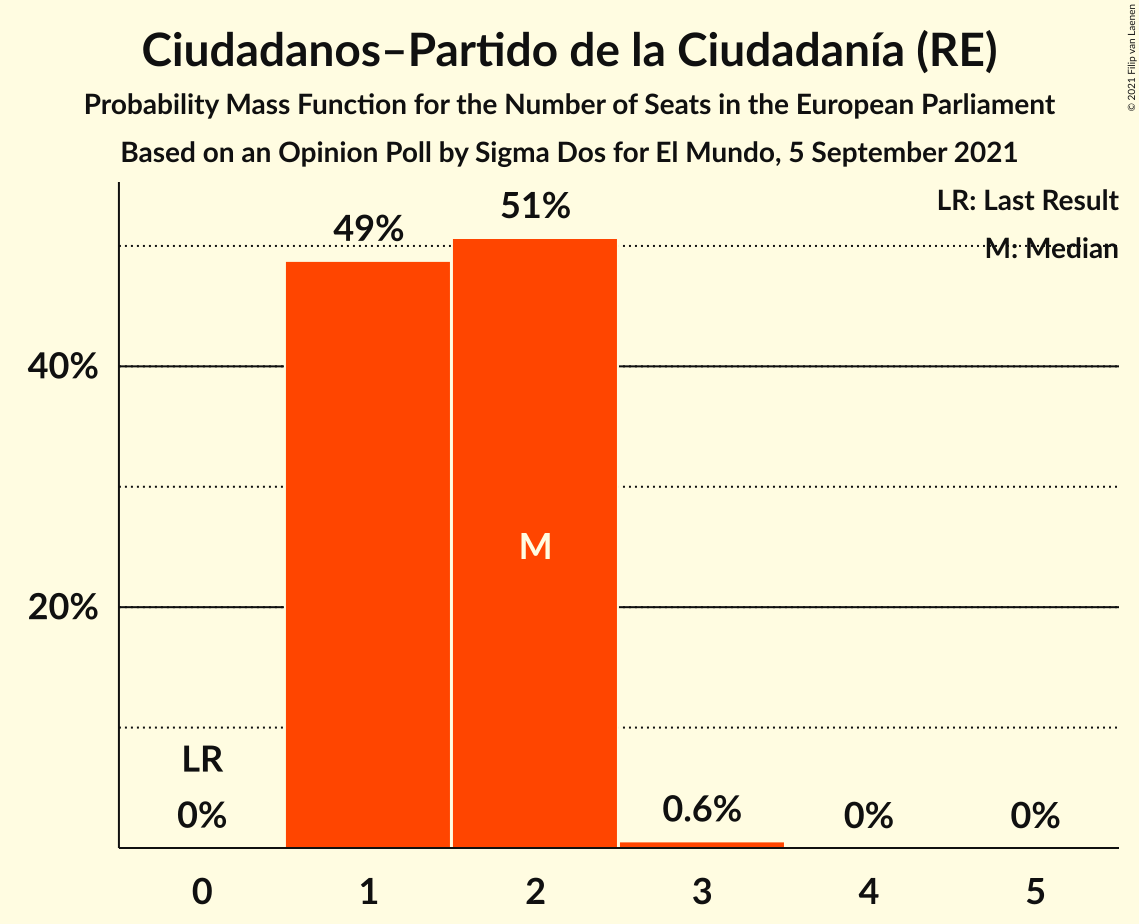 Ciudadanos–Partido de la Ciudadanía (RE)
Probability Mass Function for the Number of Seats in the European Parliament
Based on an Opinion Poll by Sigma Dos for El Mundo, 5 September 2021
© 2021 Filip van Laenen
LR: Last Result
M: Median
49%
51%
40%
20%
M
LR
0%
0.6%
0%
0%
0
1
2
3
4
5